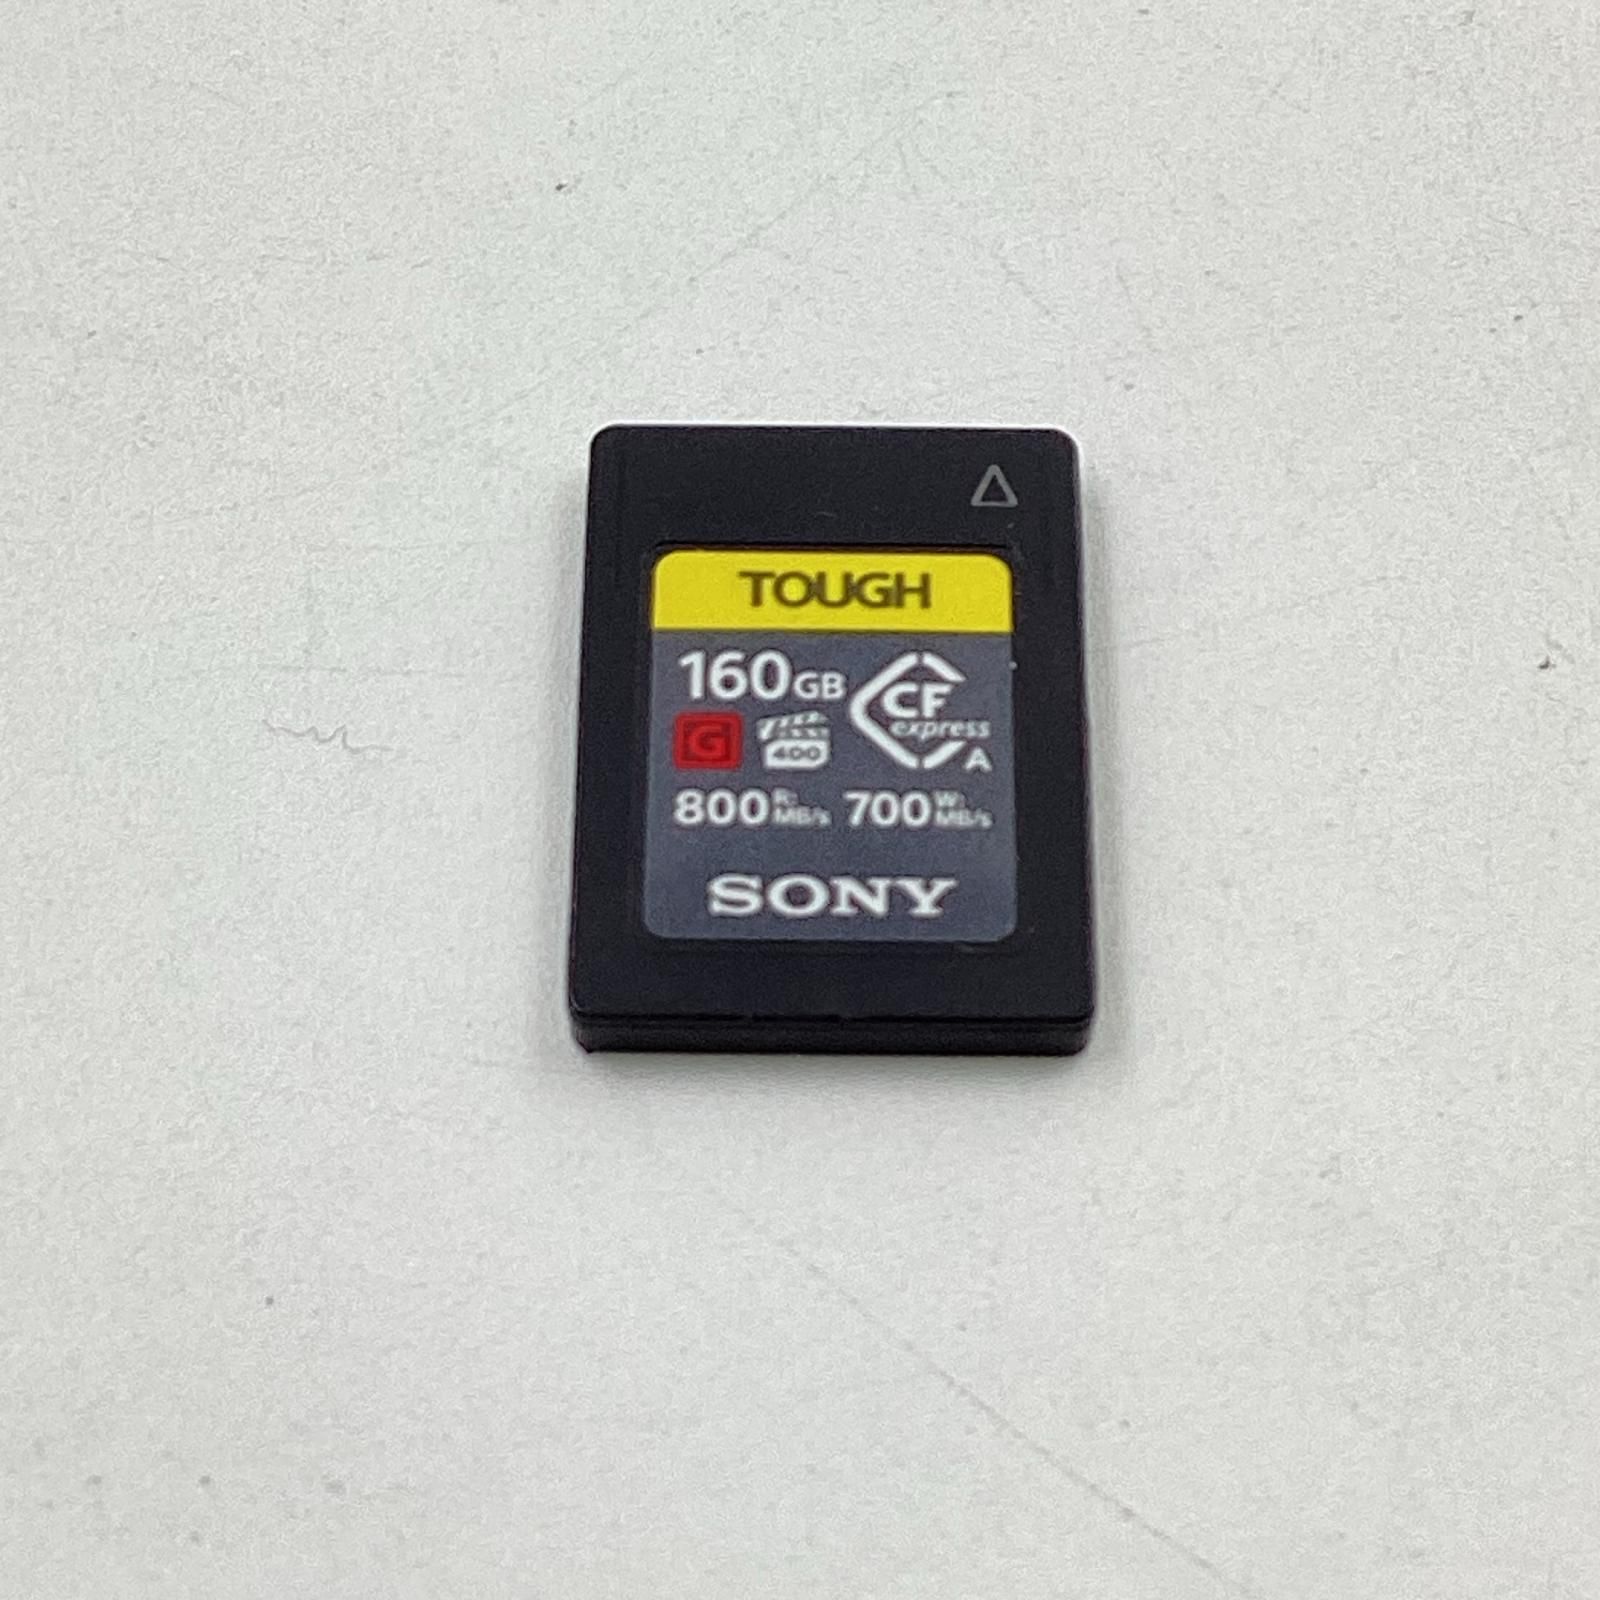 TOUGH
160GB
CF
express
G
400
A
800 R: MB/s 700 W: MB/s
SONY